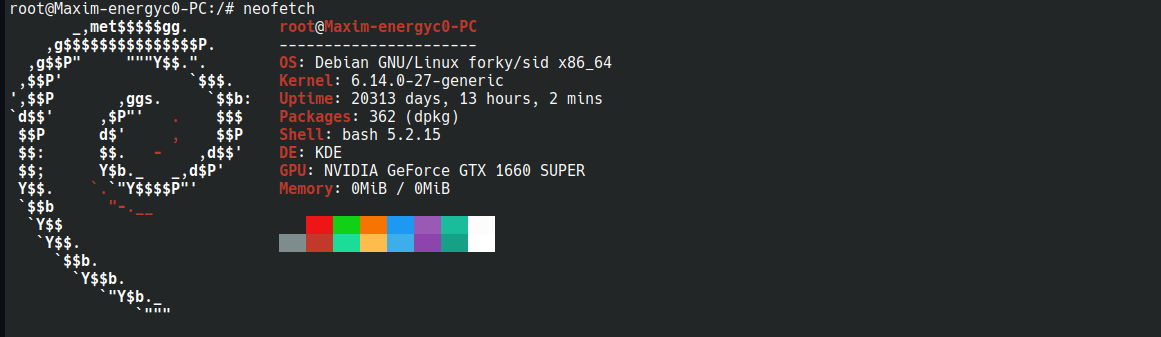 root@Maxim-energyc0-PC:/# neofetch
       _,met$$$$$gg.          root@Maxim-energyc0-PC
    ,g$$$$$$$$$$$$$$$P.       ----------------------
  ,g$$P"     """Y$$.".        OS: Debian GNU/Linux forky/sid x86_64
 ,$$P'              `$$$.     Kernel: 6.14.0-27-generic
',$$P       ,ggs.     `$$b:   Uptime: 20313 days, 13 hours, 2 mins
`d$$'     ,$P"'   .    $$$    Packages: 362 (dpkg)
 $$P      d$'     ,    $$P    Shell: bash 5.2.15
 $$:      $$.   -    ,d$$'    DE: KDE
 $$;      Y$b._   _,d$P'      GPU: NVIDIA GeForce GTX 1660 SUPER
 Y$$.    `.`"Y$$$$P"'         Memory: 0MiB / 0MiB
 `$$b      "-.__
  `Y$$
   `Y$$.
     `$$b.
       `Y$$b.
          `"Y$b._
              `"""